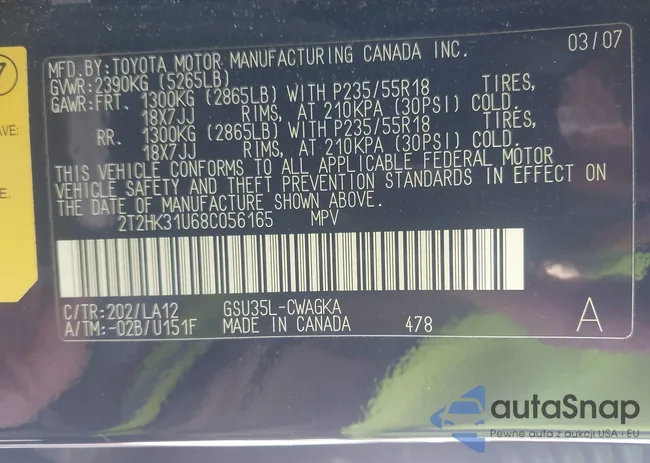 7
AVE:
E.
MFD.BY:TOYOTA MOTOR MANUFACTURING CANADA INC. 03/07
GVWR:2390KG (5265LB)
GAWR:FRT. 1300KG (2865LB) WITH P235/55R18 TIRES,
18X7JJ RIMS, AT 210KPA (30PSI) COLD.
RR. 1300KG (2865LB) WITH P235/55R18 TIRES,
18X7JJ RIMS, AT 210KPA (30PSI) COLD.
THIS VEHICLE CONFORMS TO ALL APPLICABLE FEDERAL MOTOR
VEHICLE SAFETY AND THEFT PREVENTION STANDARDS IN EFFECT ON
THE DATE OF MANUFACTURE SHOWN ABOVE.
2T2HK31U68C056165 MPV
C/TR:202/LA12 GSU35L-CWAGKA
A/TM:-02B/U151F MADE IN CANADA 478 A
autaSnap
Pewne auta z aukcji USA i EU